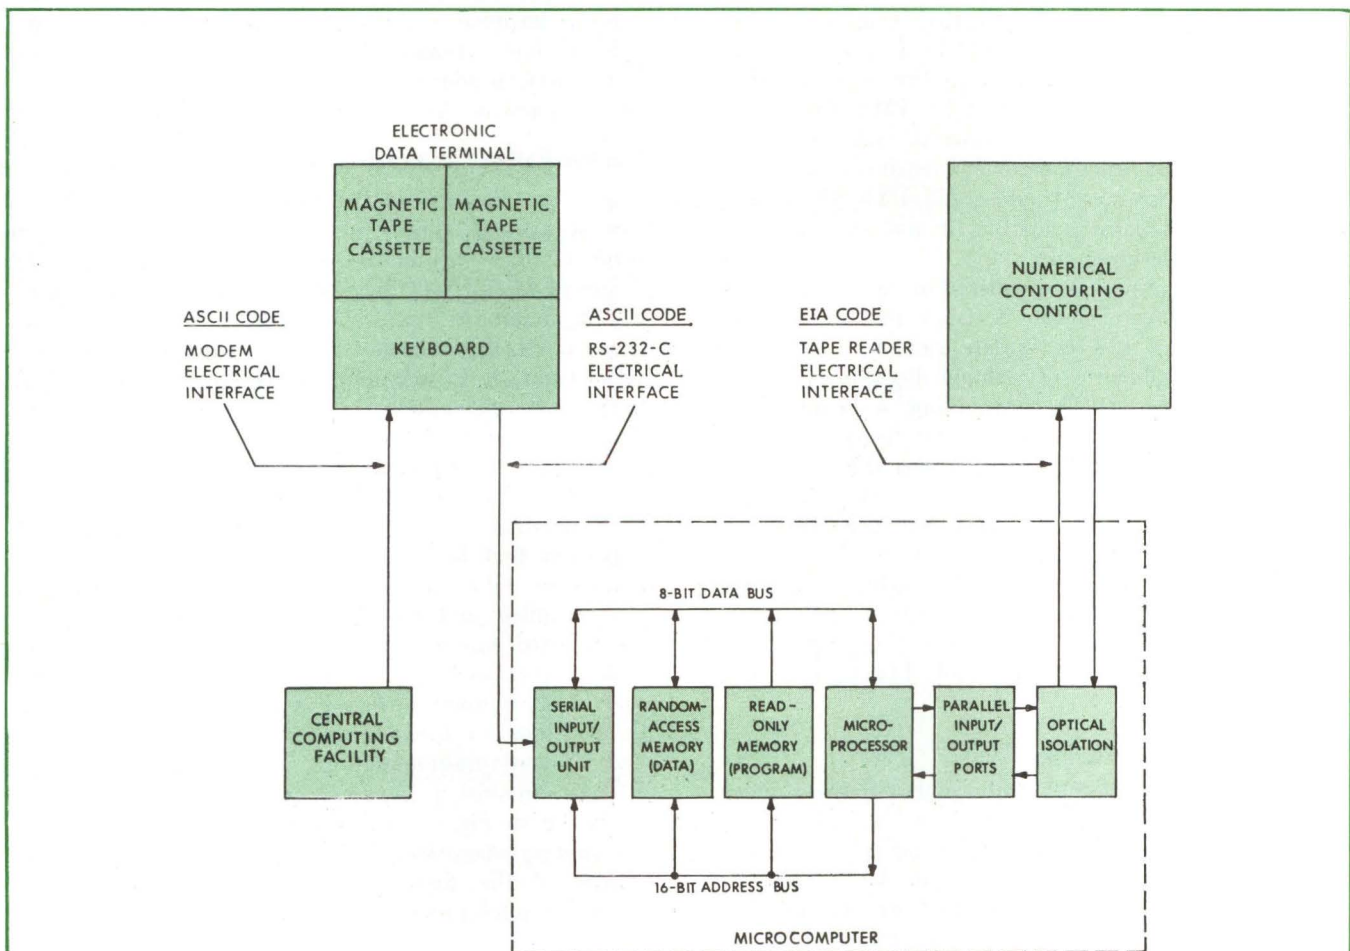 ELECTRONIC
DATA TERMINAL
MAGNETIC
TAPE
CASSETTE
MAGNETIC
TAPE
CASSETTE
KEYBOARD
ASCII CODE
MODEM
ELECTRICAL
INTERFACE
ASCII CODE
RS-232-C
ELECTRICAL
INTERFACE
EIA CODE
TAPE READER
ELECTRICAL
INTERFACE
NUMERICAL
CONTOURING
CONTROL
8-BIT DATA BUS
CENTRAL
COMPUTING
FACILITY
SERIAL
INPUT/
OUTPUT
UNIT
RANDOM-
ACCESS
MEMORY
(DATA)
READ-
ONLY
MEMORY
(PROGRAM)
MICRO-
PROCESSOR
PARALLEL
INPUT/
OUTPUT
PORTS
OPTICAL
ISOLATION
16-BIT ADDRESS BUS
MICROCOMPUTER